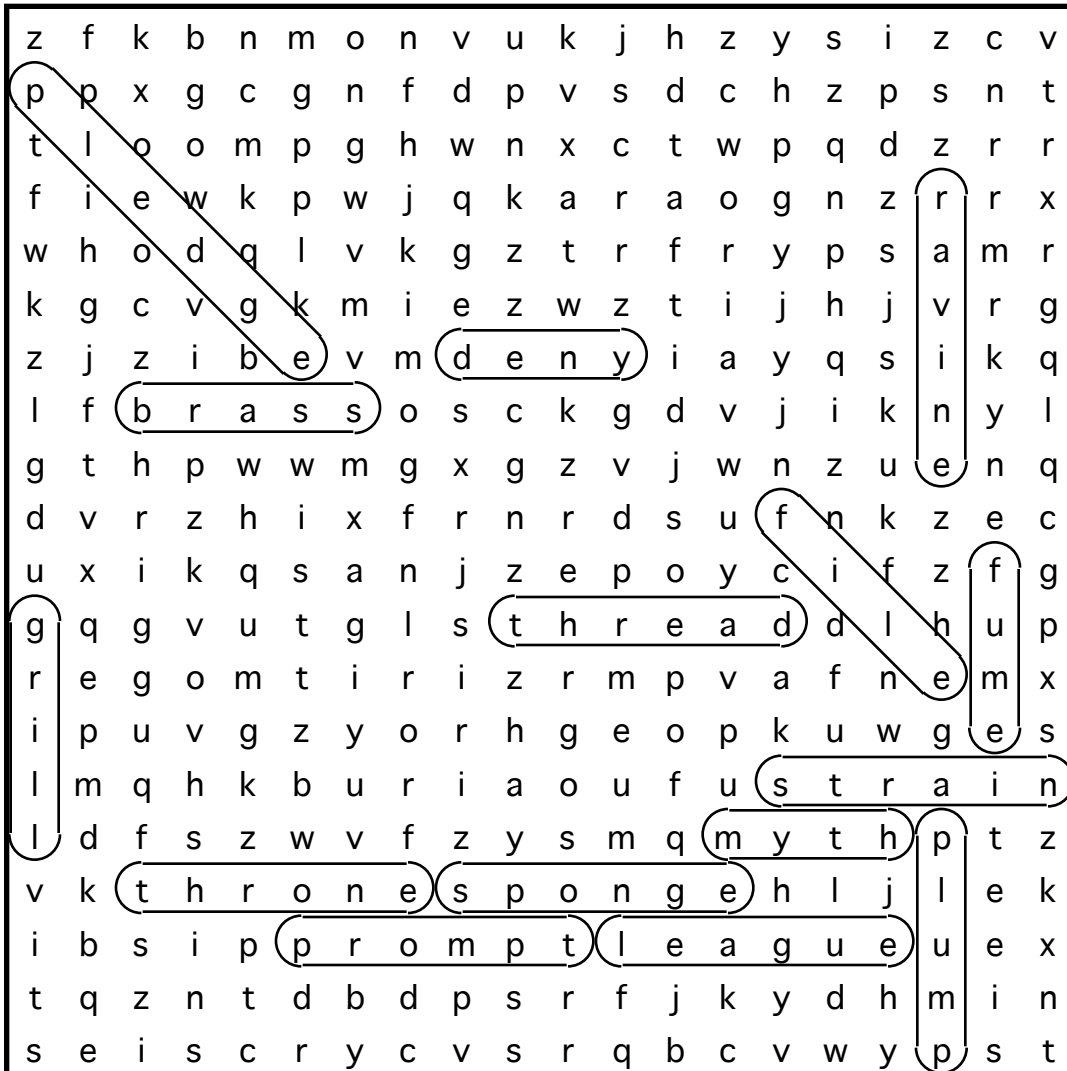 z f k b n m o n v u k j h z y s i z c v
p p x g c g n f d p v s d c h z p s n t
t l o o m p g h w n x c t w p q d z r r
f i e w k p w j q k a r a o g n z r r x
w h o d q l v k g z t r f r y p s a m r
k g c v g k m i e z w z t i j h j v r g
z j z i b e v m d e n y i a y q s i k q
l f b r a s s o s c k g d v j i k n y l
g t h p w w m g x g z v j w n z u e n q
d v r z h i x f r n r d s u f n k z e c
u x i k q s a n j z e p o y c i f z f g
g q g v u t g l s t h r e a d d l h u p
r e g o m t i r i z r m p v a f n e m x
i p u v g z y o r h g e o p k u w g e s
l m q h k b u r i a o u f u s t r a i n
l d f s z w v f z y s m q m y t h p t z
v k t h r o n e s p o n g e h l j l e k
i b s i p p r o m p t l e a g u e u e x
t q z n t d b d p s r f j k y d h m i n
s e i s c r y c v s r q b c v w y p s t